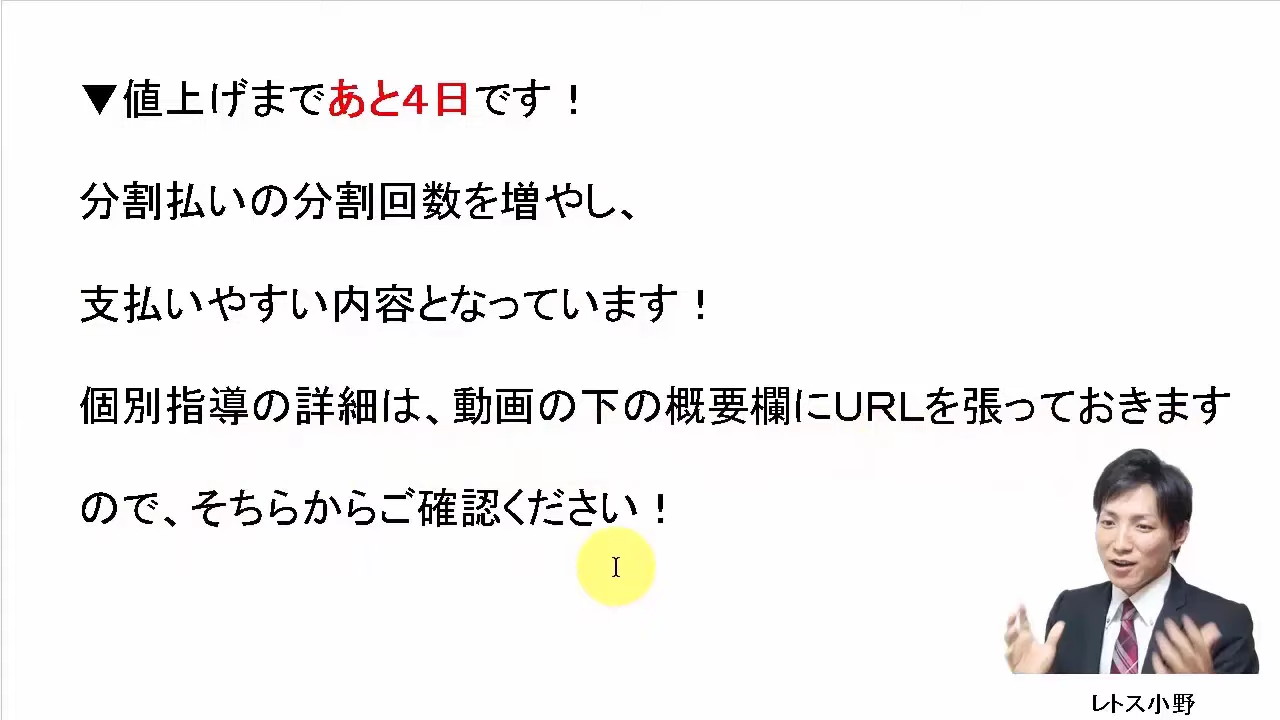 ▼値上げまであと４日です！
分割払いの分割回数を増やし、
支払いやすい内容となっています！
個別指導の詳細は、動画の下の概要欄にＵＲＬを張っておきます
ので、そちらからご確認ください！
レトス小野